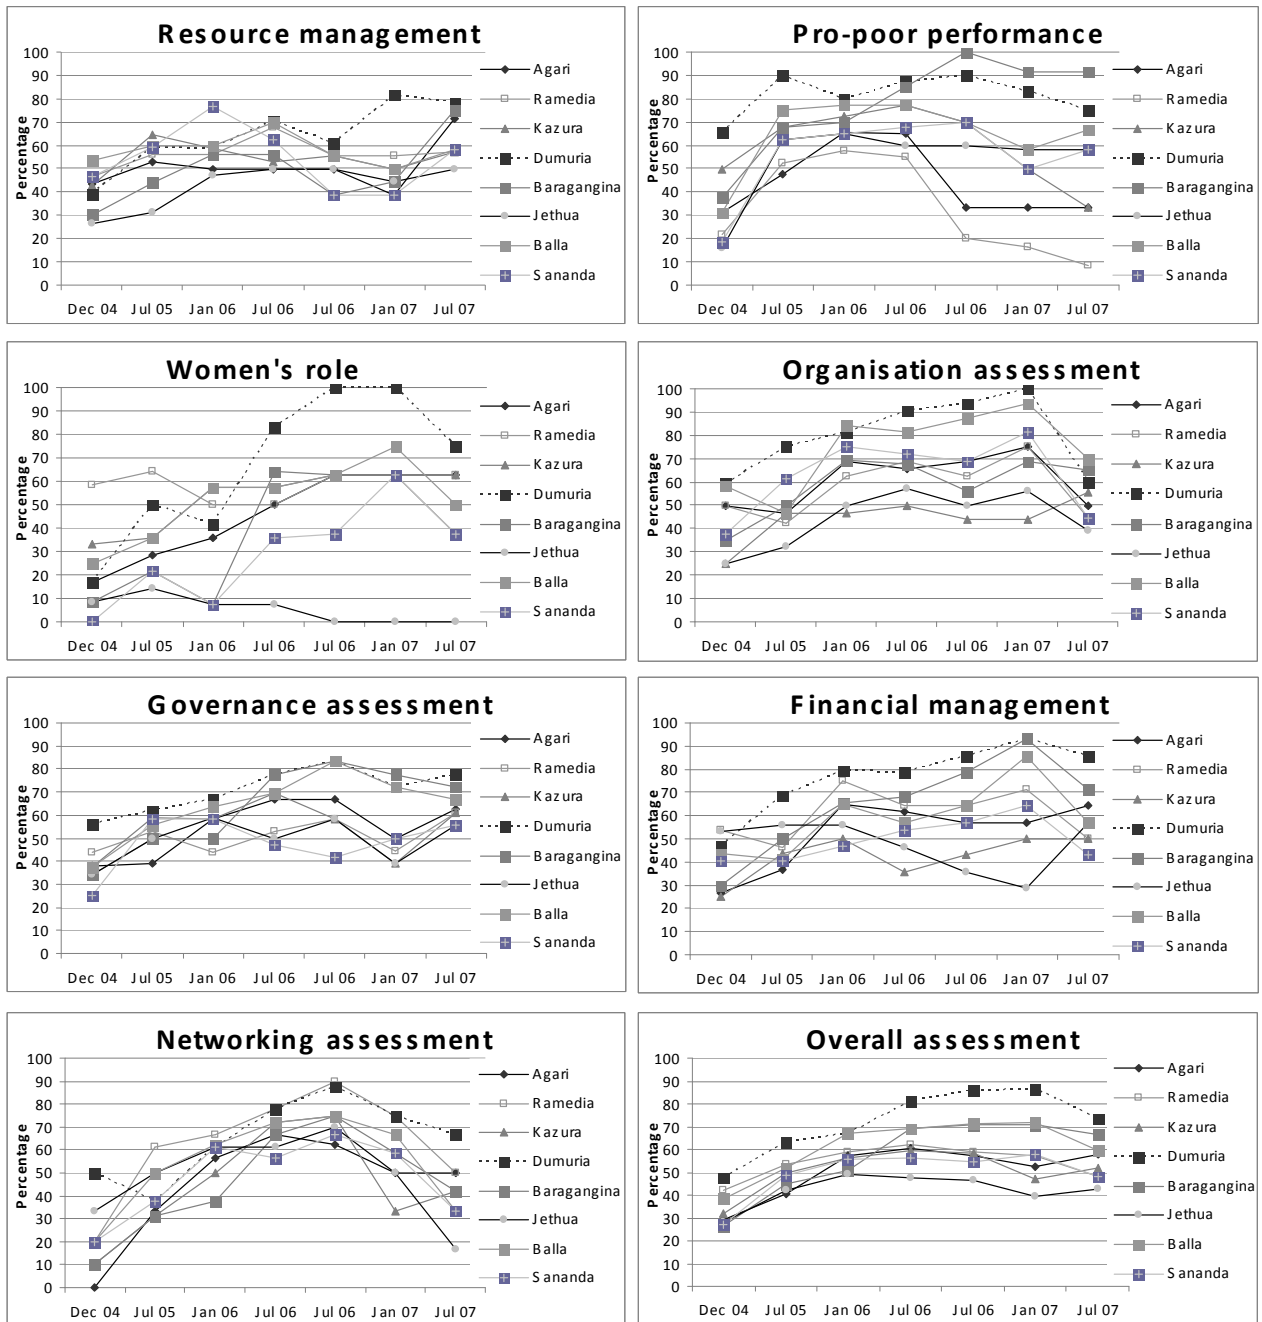 Resource management
Percentage
100
90
80
70
60
50
40
30
20
10
0
Dec 04 Jul 05 Jan 06 Jul 06 Jul 06 Jan 07 Jul 07
Agari
Ramedia
Kazura
Dumuria
Baragangina
Jethua
Balla
Sananda
Pro-poor performance
Percentage
100
90
80
70
60
50
40
30
20
10
0
Dec 04 Jul 05 Jan 06 Jul 06 Jul 06 Jan 07 Jul 07
Agari
Ramedia
Kazura
Dumuria
Baragangina
Jethua
Balla
Sananda
Women's role
Percentage
100
90
80
70
60
50
40
30
20
10
0
Dec 04 Jul 05 Jan 06 Jul 06 Jul 06 Jan 07 Jul 07
Agari
Ramedia
Kazura
Dumuria
Baragangina
Jethua
Balla
Sananda
Organisation assessment
Percentage
100
90
80
70
60
50
40
30
20
10
0
Dec 04 Jul 05 Jan 06 Jul 06 Jul 06 Jan 07 Jul 07
Agari
Ramedia
Kazura
Dumuria
Baragangina
Jethua
Balla
Sananda
Governance assessment
Percentage
100
90
80
70
60
50
40
30
20
10
0
Dec 04 Jul 05 Jan 06 Jul 06 Jul 06 Jan 07 Jul 07
Agari
Ramedia
Kazura
Dumuria
Baragangina
Jethua
Balla
Sananda
Financial management
Percentage
100
90
80
70
60
50
40
30
20
10
0
Dec 04 Jul 05 Jan 06 Jul 06 Jul 06 Jan 07 Jul 07
Agari
Ramedia
Kazura
Dumuria
Baragangina
Jethua
Balla
Sananda
Networking assessment
Percentage
100
90
80
70
60
50
40
30
20
10
0
Dec 04 Jul 05 Jan 06 Jul 06 Jul 06 Jan 07 Jul 07
Agari
Ramedia
Kazura
Dumuria
Baragangina
Jethua
Balla
Sananda
Overall assessment
Percentage
100
90
80
70
60
50
40
30
20
10
0
Dec 04 Jul 05 Jan 06 Jul 06 Jul 06 Jan 07 Jul 07
Agari
Ramedia
Kazura
Dumuria
Baragangina
Jethua
Balla
Sananda